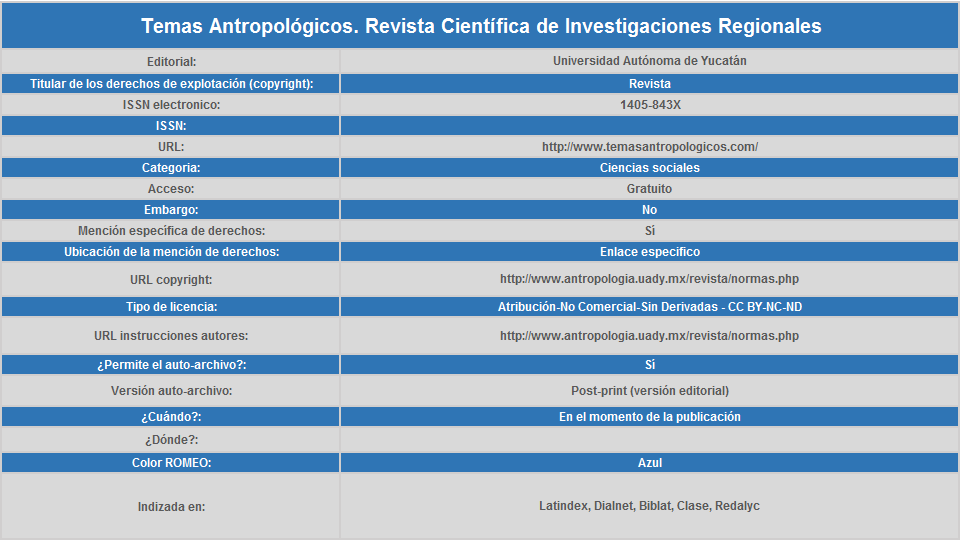 Temas Antropológicos. Revista Científica de Investigaciones Regionales
Editorial: Universidad Autónoma de Yucatán
Titular de los derechos de explotación (copyright): Revista
ISSN electronico: 1405-843X
ISSN:
URL: http://www.temasantropologicos.com/
Categoria: Ciencias sociales
Acceso: Gratuito
Embargo: No
Mención específica de derechos: Sí
Ubicación de la mención de derechos: Enlace especifico
URL copyright: http://www.antropologia.uady.mx/revista/normas.php
Tipo de licencia: Atribución-No Comercial-Sin Derivadas - CC BY-NC-ND
URL instrucciones autores: http://www.antropologia.uady.mx/revista/normas.php
¿Permite el auto-archivo?: Sí
Versión auto-archivo: Post-print (versión editorial)
¿Cuándo?: En el momento de la publicación
¿Dónde?:
Color ROMEO: Azul
Indizada en: Latindex, Dialnet, Biblat, Clase, Redalyc